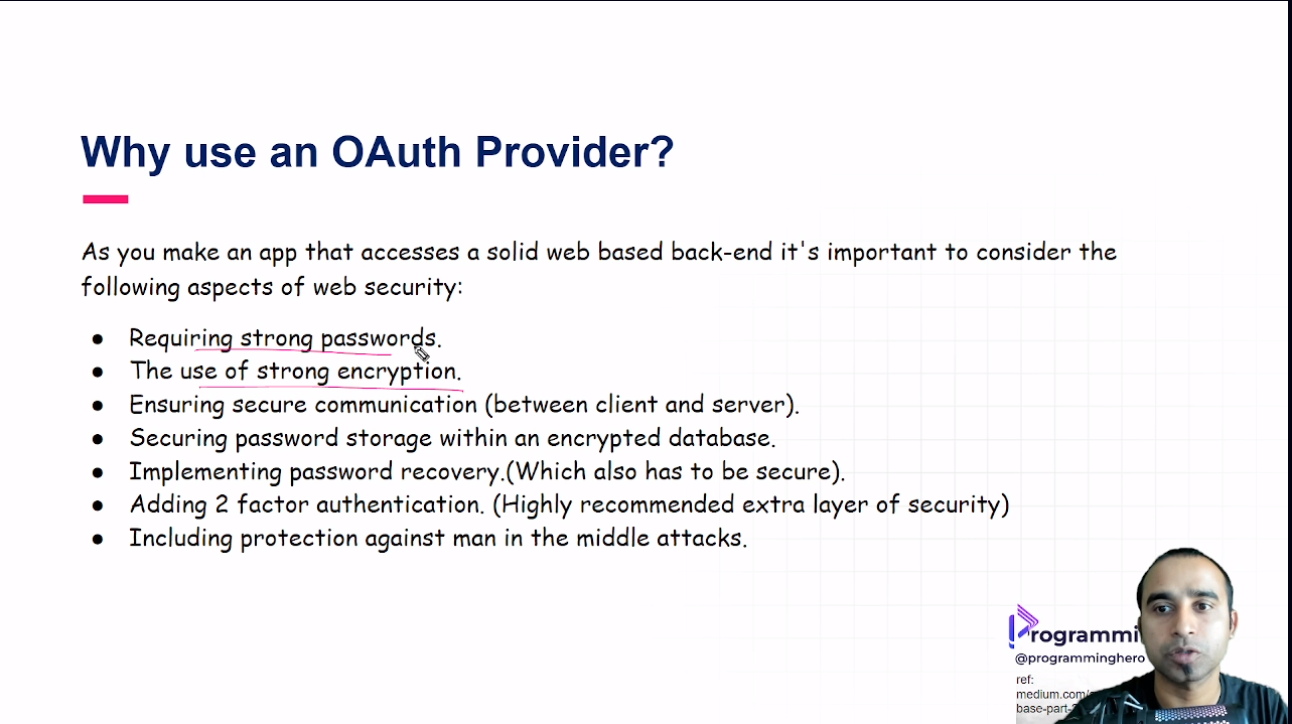 Why use an OAuth Provider?
As you make an app that accesses a solid web based back-end it's important to consider the
following aspects of web security:
● Requiring strong passwords.
● The use of strong encryption.
● Ensuring secure communication (between client and server).
● Securing password storage within an encrypted database.
● Implementing password recovery.(Which also has to be secure).
● Adding 2 factor authentication. (Highly recommended extra layer of security)
● Including protection against man in the middle attacks.
rogrammi
@programminghero
ref:
medium.com/
base-part-